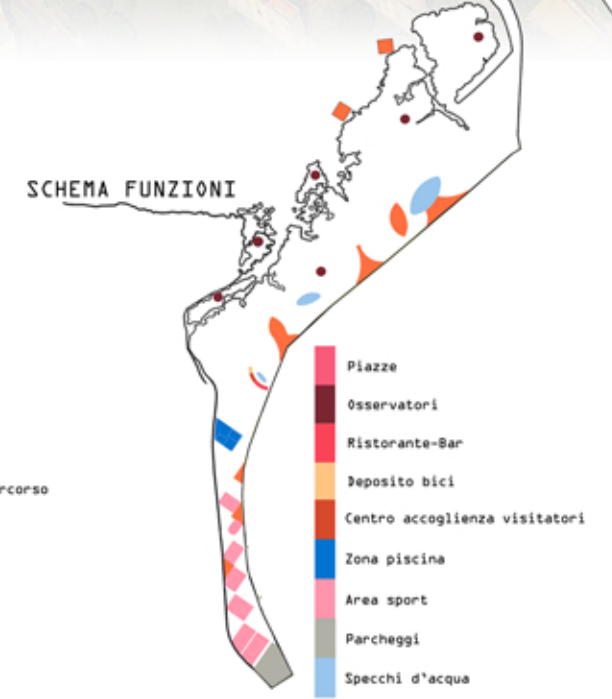 SCHEMA FUNZIONI
Piazze
Osservatori
Ristorante-Bar
Deposito bici
Centro accoglienza visitatori
rcorso
Zona piscina
Area sport
Parcheggi
Specchi d'acqua